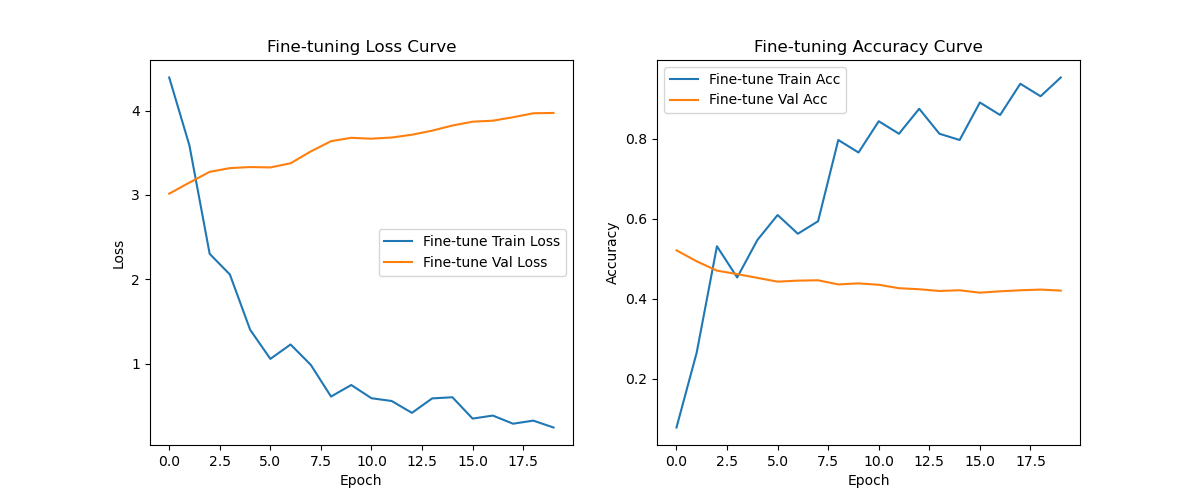 Fine-tuning Loss Curve
Loss
4
3
2
1
Fine-tune Train Loss
Fine-tune Val Loss
0.0 2.5 5.0 7.5 10.0 12.5 15.0 17.5
Epoch
Fine-tuning Accuracy Curve
Accuracy
Fine-tune Train Acc
Fine-tune Val Acc
0.8
0.6
0.4
0.2
0.0 2.5 5.0 7.5 10.0 12.5 15.0 17.5
Epoch